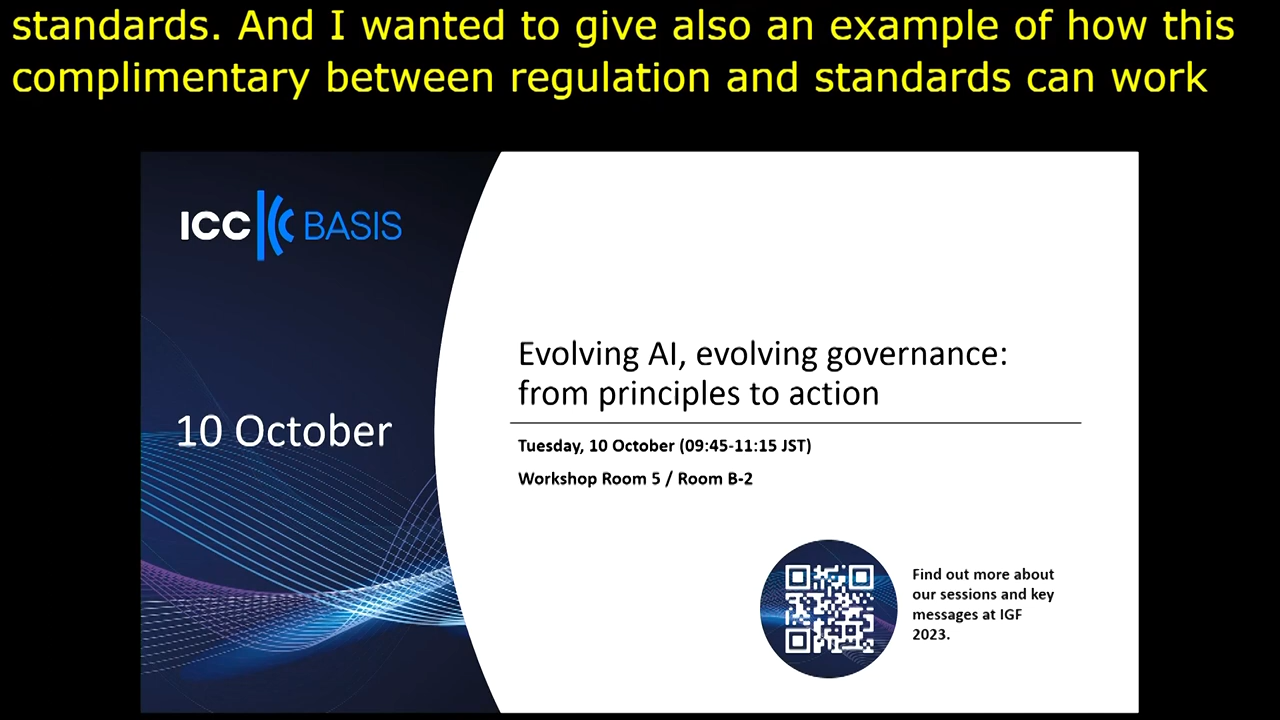 standards. And I wanted to give also an example of how this
complimentary between regulation and standards can work
ICC BASIS
10 October
Evolving AI, evolving governance:
from principles to action
Tuesday, 10 October (09:45-11:15 JST)
Workshop Room 5 / Room B-2
Find out more about
our sessions and key
messages at IGF
2023.